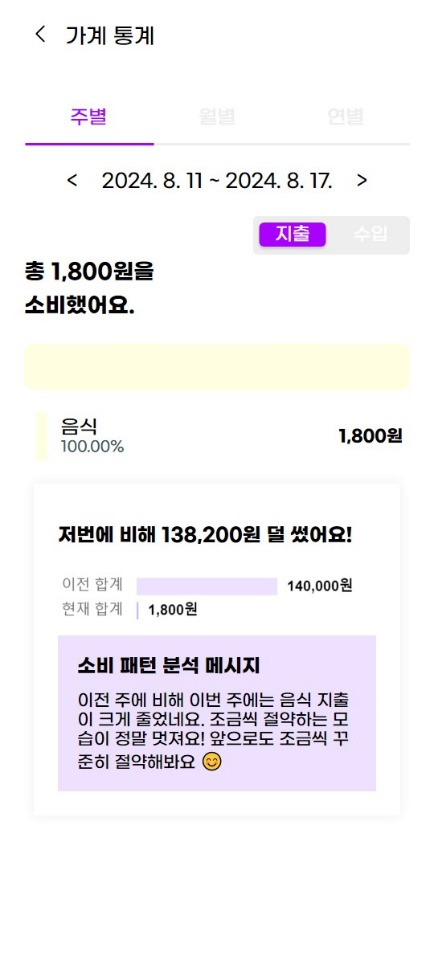 가계 통계
주별 월별 연별
< 2024. 8. 11 ~ 2024. 8. 17. >
지출 수입
총 1,800원을
소비했어요.
음식
100.00%
1,800원
저번에 비해 138,200원 덜 썼어요!
이전 합계 140,000원
현재 합계 1,800원
소비 패턴 분석 메시지
이전 주에 비해 이번 주에는 음식 지출
이 크게 줄었네요. 조금씩 절약하는 모
습이 정말 멋져요! 앞으로도 조금씩 꾸
준히 절약해봐요 😊